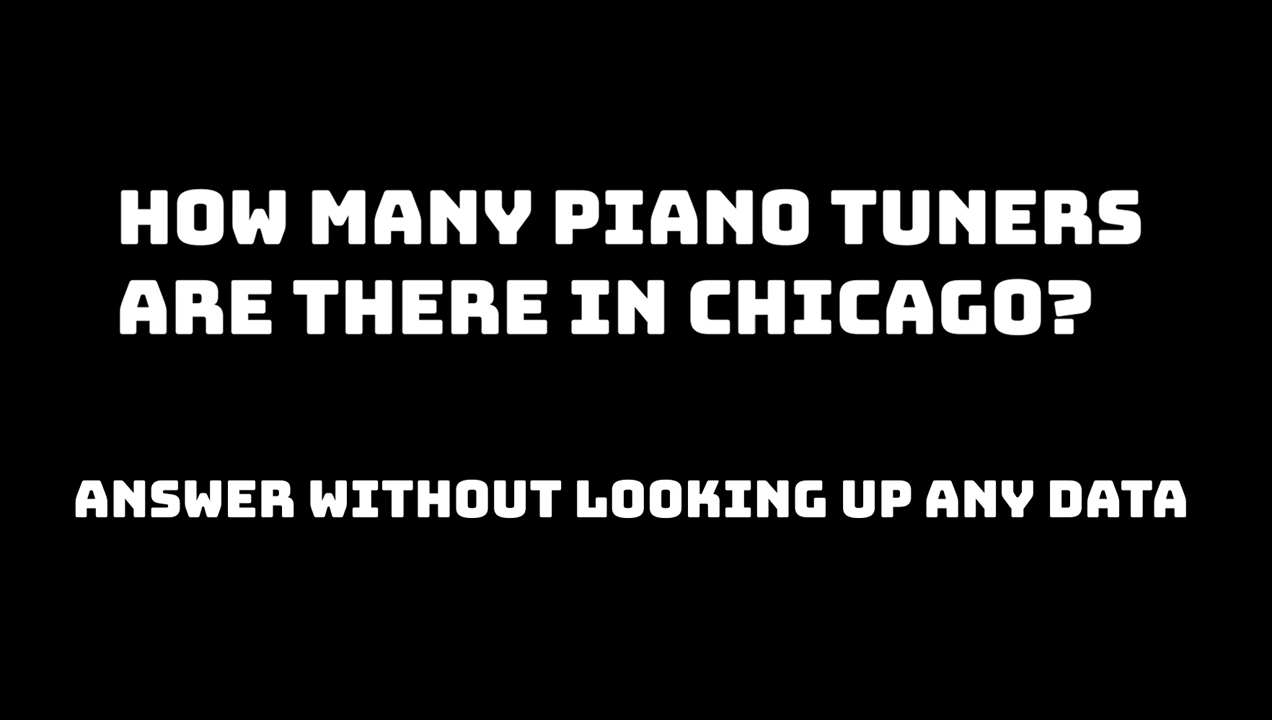 HOW MANY PIANO TUNERS
ARE THERE IN CHICAGO?
ANSWER WITHOUT LOOKING UP ANY DATA